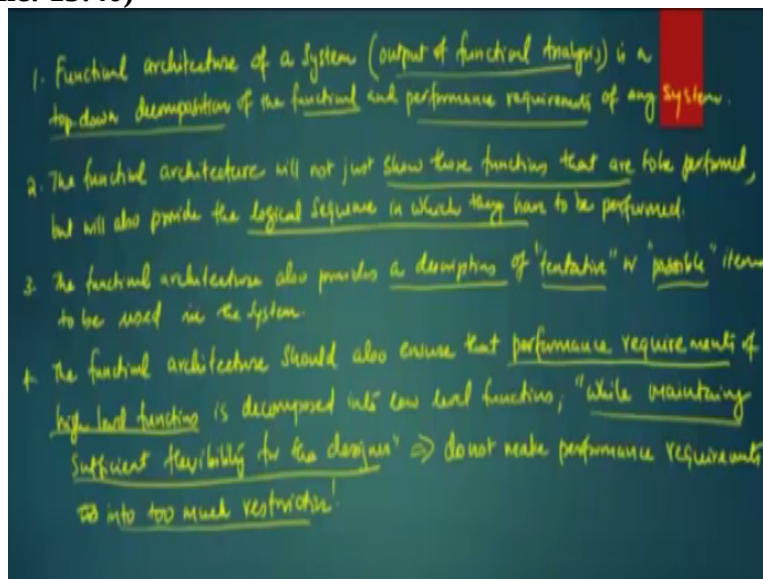 1. Functional architecture of a system (output of functional Analysis) is a
top down decomposition of the functional and performance requirements of any System.
2. The functional architecture will not just show those functions that are to be performed,
but will also provide the logical sequence in which they have to be performed.
3. The functional architecture also provides a description of "tentative" or "possible" items
to be used in the system.
4. The functional architecture should also ensure that performance requirements of
high level functions is decomposed into low level functions, "while maintaining
sufficient flexibility for the designer" ⇒ do not make performance requirements
into too much restriction!